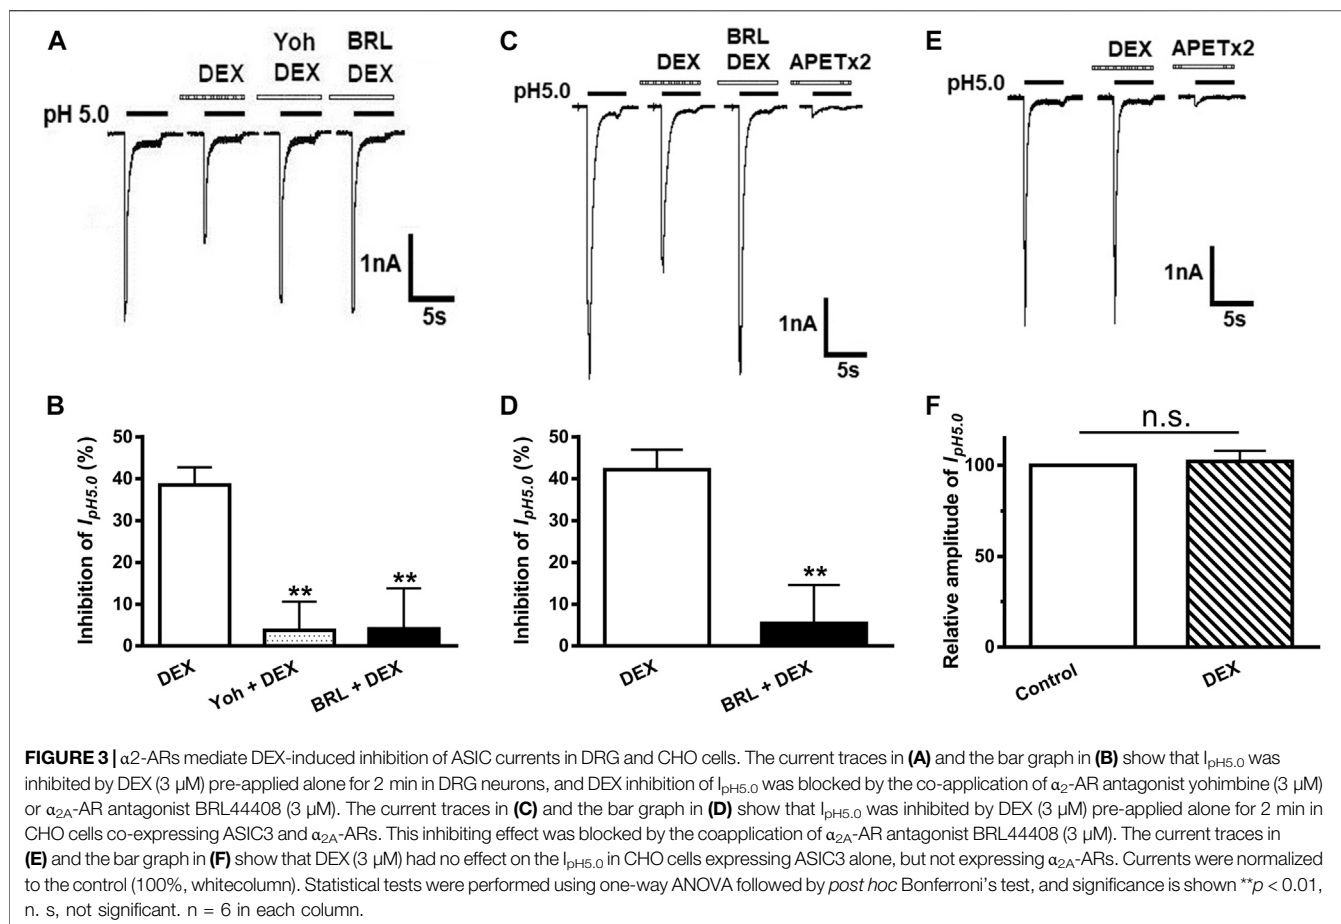 A
Yoh
BRL
DEX
DEX
DEX
pH 5.0
1nA
5s
C
BRL
DEX
DEX
APETx2
pH5.0
1nA
5s
E
DEX
APETx2
pH5.0
1nA
5s
B
Inhibition of IpH5.0 (%)
50
40
30
20
10
0
**
**
DEX
Yoh + DEX
BRL + DEX
D
Inhibition of IpH5.0 (%)
50
40
30
20
10
0
**
DEX
BRL + DEX
F
n.s.
Relative amplitude of IpH5.0
100
50
0
Control
DEX
FIGURE 3 | α2-ARs mediate DEX-induced inhibition of ASIC currents in DRG and CHO cells. The current traces in (A) and the bar graph in (B) show that IpH5.0 was
inhibited by DEX (3 μM) pre-applied alone for 2 min in DRG neurons, and DEX inhibition of IpH5.0 was blocked by the co-application of α2-AR antagonist yohimbine (3 μM)
or α2A-AR antagonist BRL44408 (3 μM). The current traces in (C) and the bar graph in (D) show that IpH5.0 was inhibited by DEX (3 μM) pre-applied alone for 2 min in
CHO cells co-expressing ASIC3 and α2A-ARs. This inhibiting effect was blocked by the coapplication of α2A-AR antagonist BRL44408 (3 μM). The current traces in
(E) and the bar graph in (F) show that DEX (3 μM) had no effect on the IpH5.0 in CHO cells expressing ASIC3 alone, but not expressing α2A-ARs. Currents were normalized
to the control (100%, whitecolumn). Statistical tests were performed using one-way ANOVA followed by post hoc Bonferroni's test, and significance is shown **p < 0.01,
n. s, not significant. n = 6 in each column.